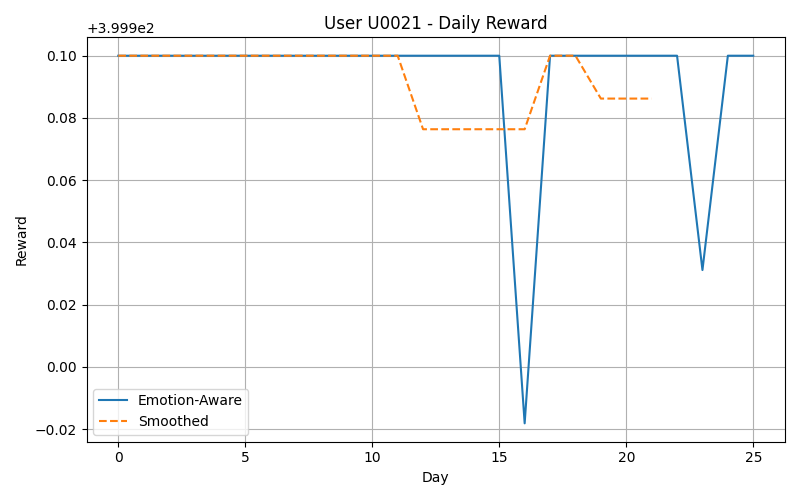 User U0021 - Daily Reward
+3.999e2
0.10
0.08
0.06
0.04
0.02
0.00
−0.02
Reward
Emotion-Aware
Smoothed
0 5 10 15 20 25
Day